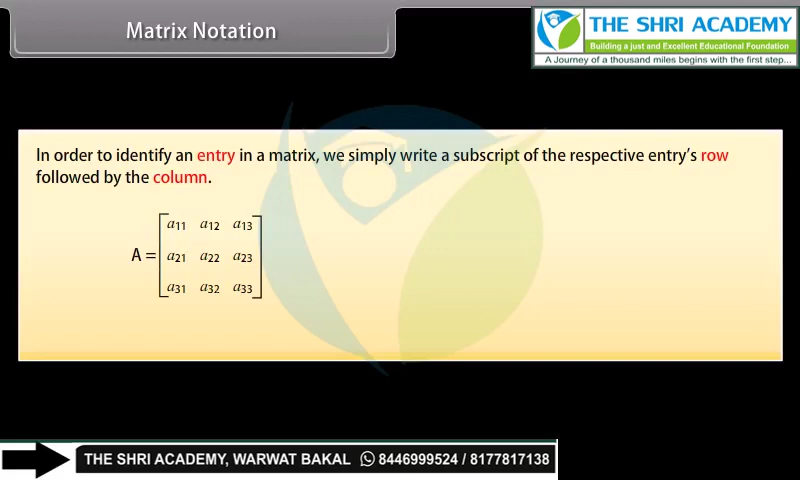 Matrix Notation
THE SHRI ACADEMY
Building a just and Excellent Educational Foundation
A Journey of a thousand miles begins with the first step...
In order to identify an entry in a matrix, we simply write a subscript of the respective entry's row
followed by the column.
a11 a12 a13
A = a21 a22 a23
a31 a32 a33
THE SHRI ACADEMY, WARWAT BAKAL 8446999524 / 8177817138